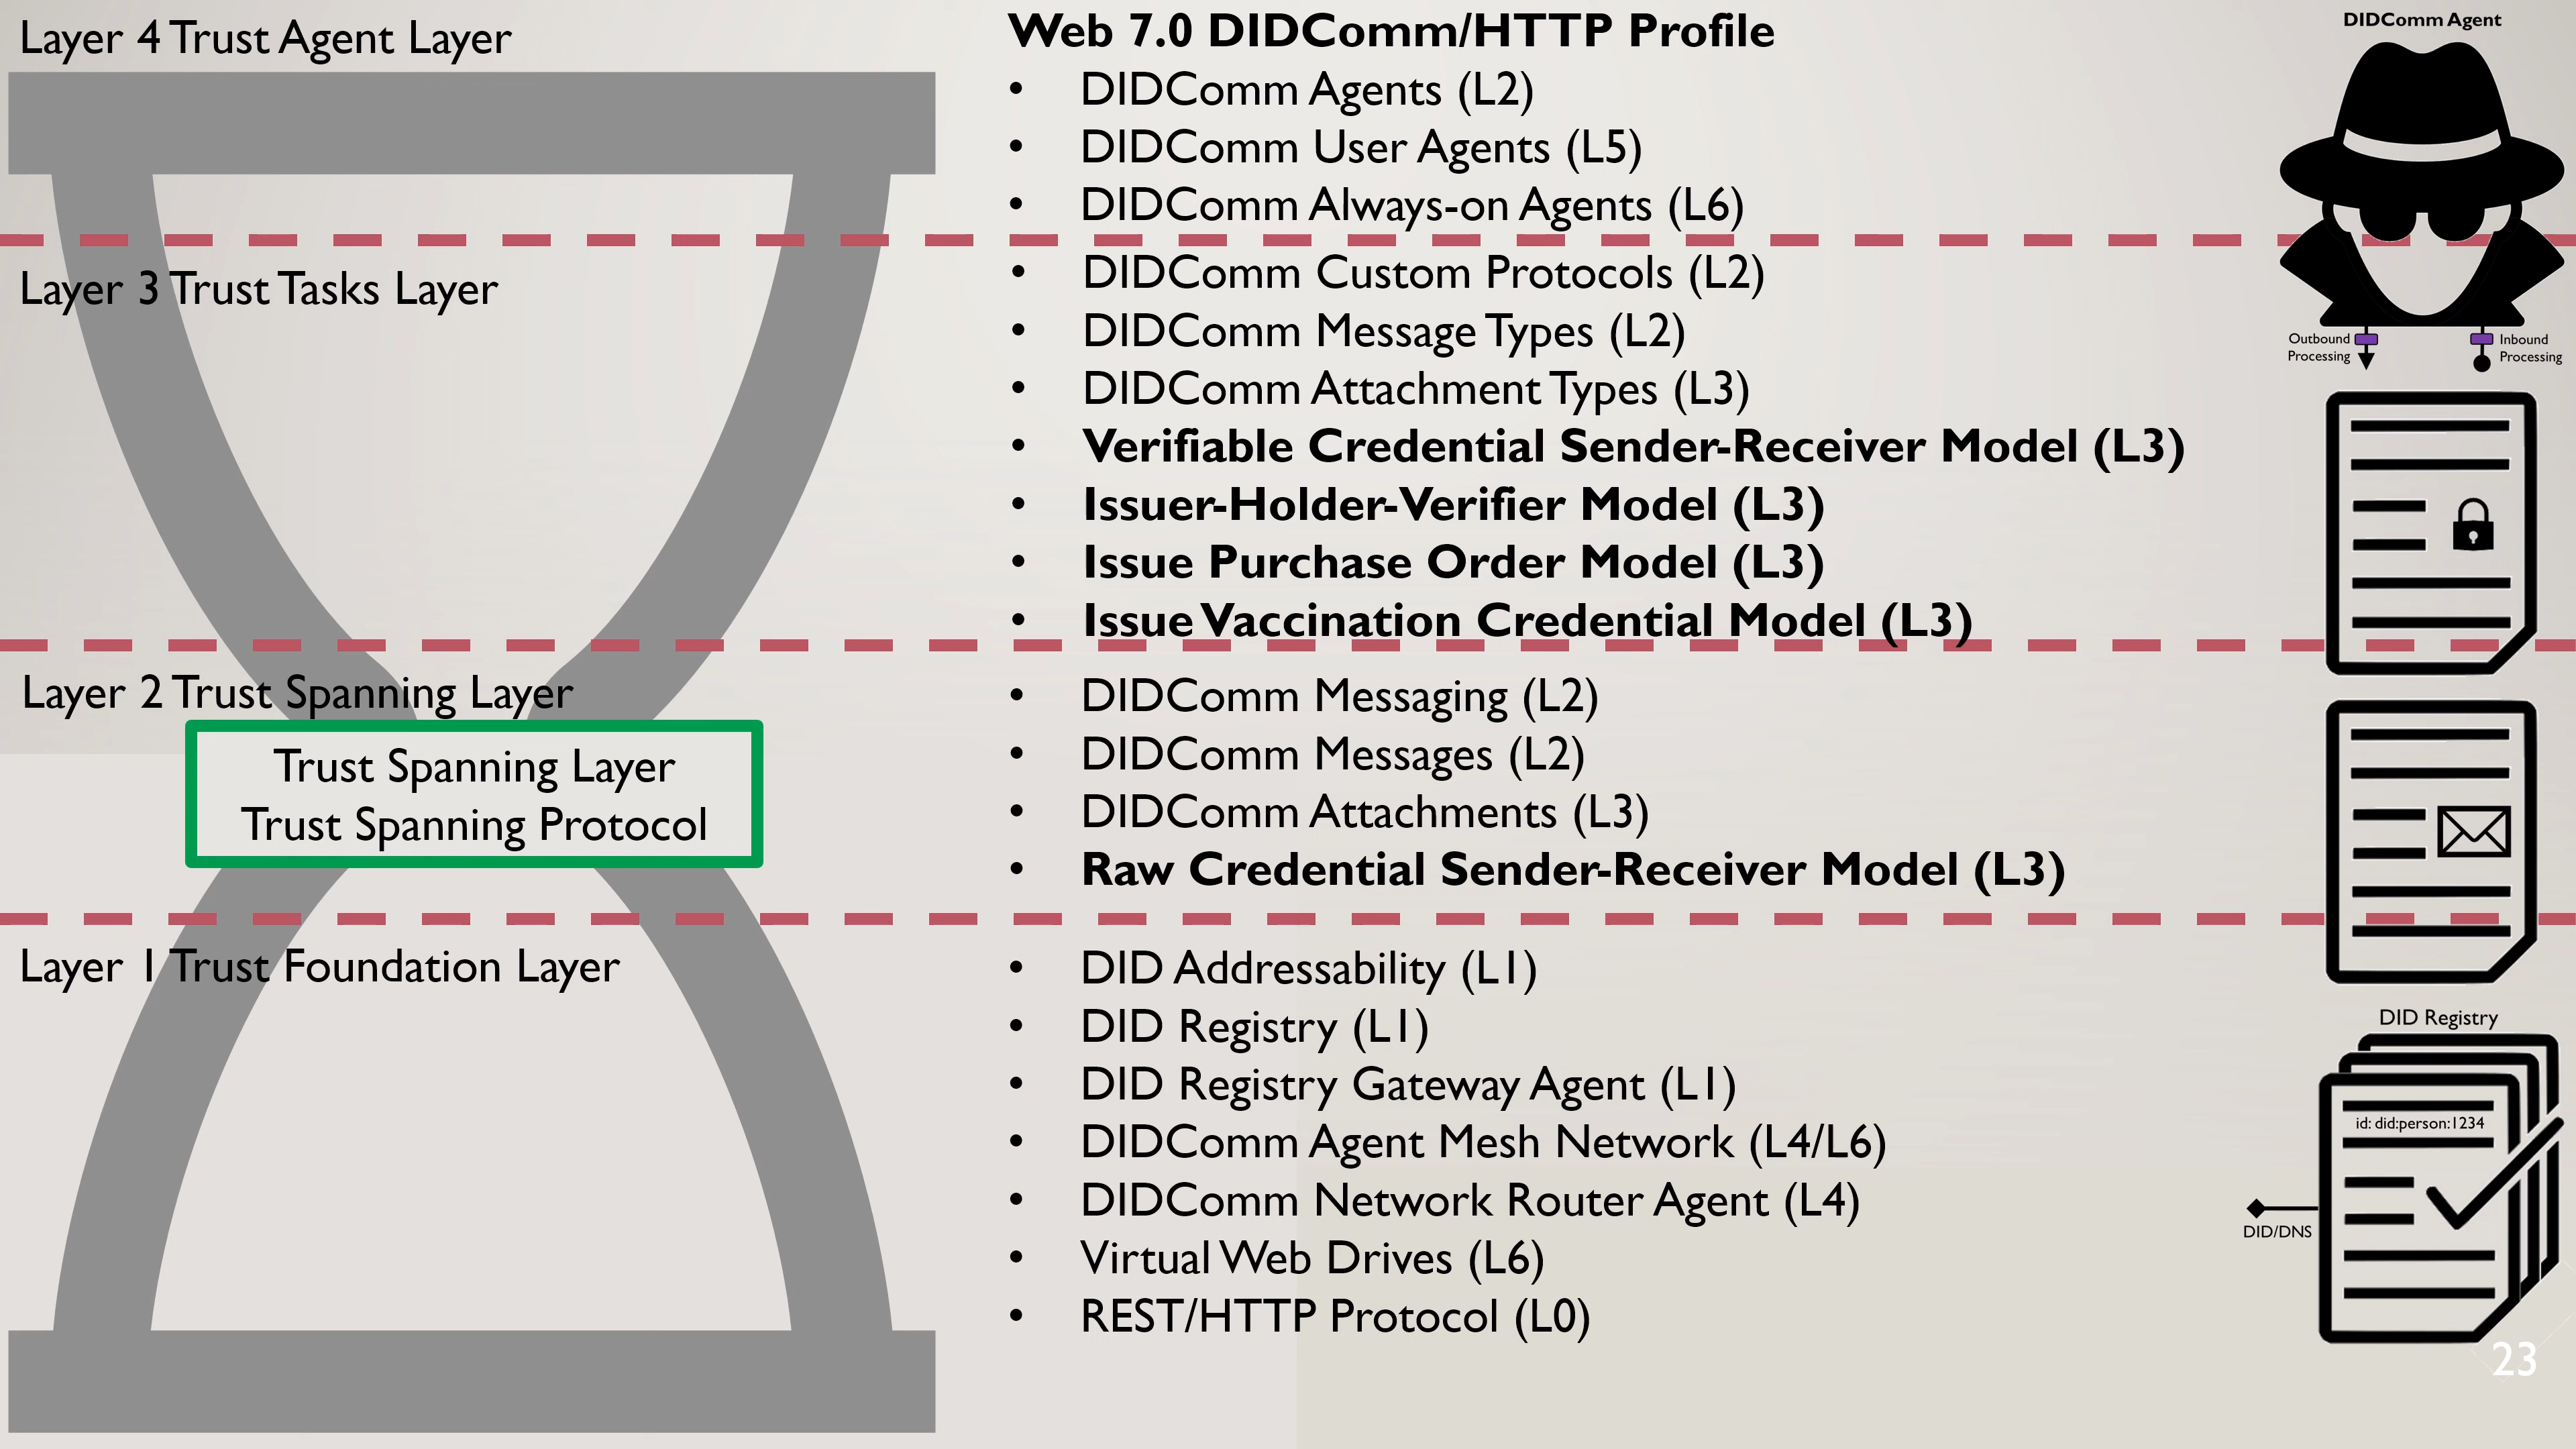 Layer 4 Trust Agent Layer
Web 7.0 DIDComm/HTTP Profile
• DIDComm Agents (L2)
• DIDComm User Agents (L5)
• DIDComm Always-on Agents (L6)
DIDComm Agent
Outbound
Processing
Inbound
Processing
Layer 3 Trust Tasks Layer
• DIDComm Custom Protocols (L2)
• DIDComm Message Types (L2)
• DIDComm Attachment Types (L3)
• Verifiable Credential Sender-Receiver Model (L3)
• Issuer-Holder-Verifier Model (L3)
• Issue Purchase Order Model (L3)
• Issue Vaccination Credential Model (L3)
Layer 2 Trust Spanning Layer
Trust Spanning Layer
Trust Spanning Protocol
• DIDComm Messaging (L2)
• DIDComm Messages (L2)
• DIDComm Attachments (L3)
• Raw Credential Sender-Receiver Model (L3)
Layer 1 Trust Foundation Layer
• DID Addressability (L1)
• DID Registry (L1)
• DID Registry Gateway Agent (L1)
• DIDComm Agent Mesh Network (L4/L6)
• DIDComm Network Router Agent (L4)
• Virtual Web Drives (L6)
• REST/HTTP Protocol (L0)
DID Registry
id: did:person:1234
DID/DNS
23